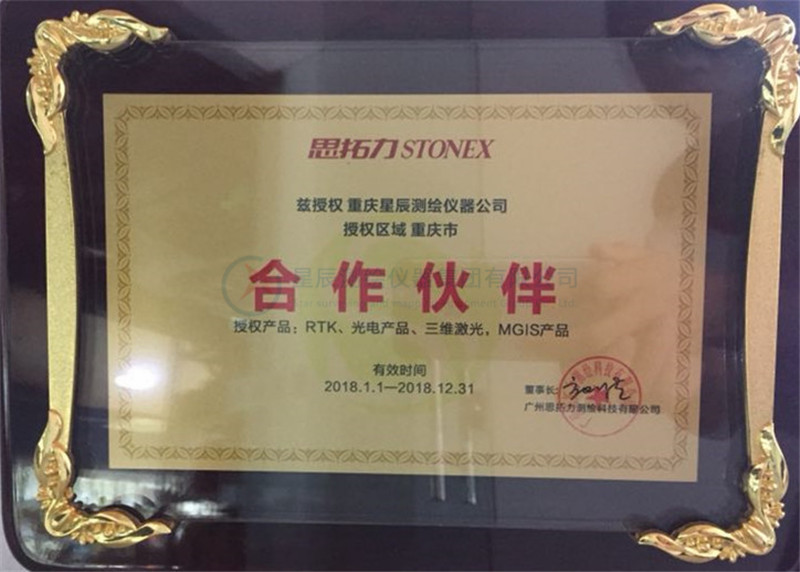 思拓力 STONEX
兹授权 重庆星辰测绘仪器公司
授权区域 重庆市
合作伙伴
授权产品：RTK、光电产品、三维激光，MGIS产品
有效时间
2018.1.1—2018.12.31
董事长：
广州思拓力测绘科技有限公司